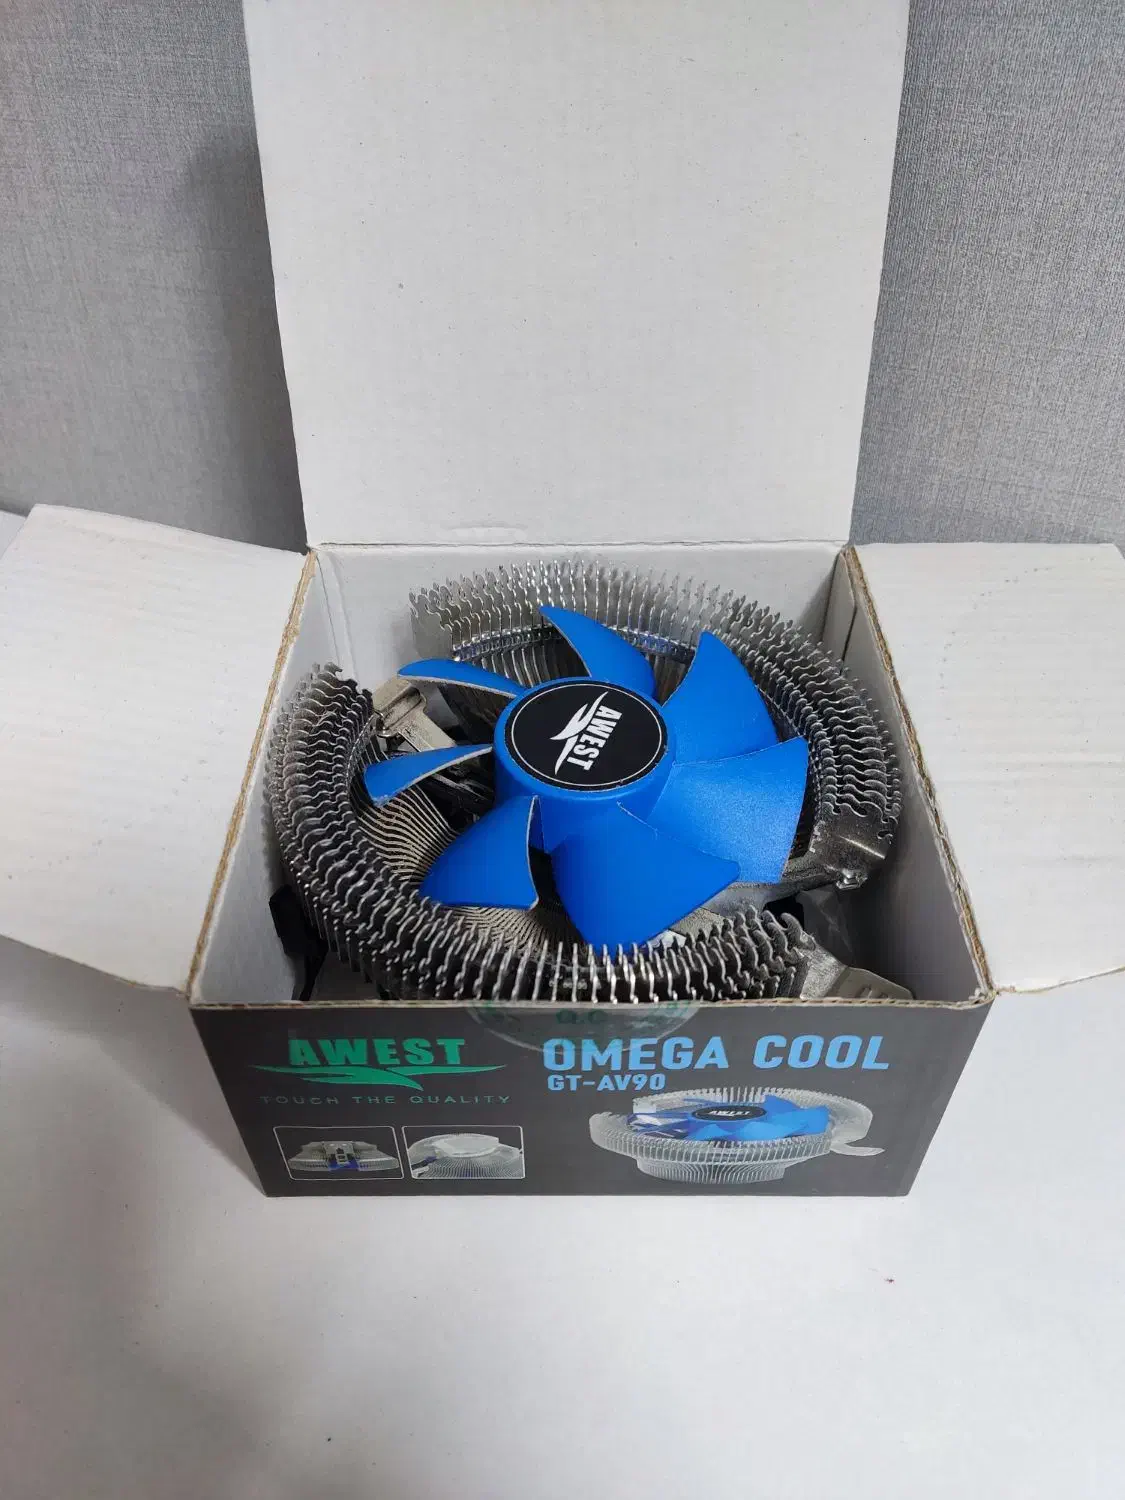 AWEST
Q.C
AWEST
TOUCH THE QUALITY
OMEGA COOL
GT-AV90
AWEST